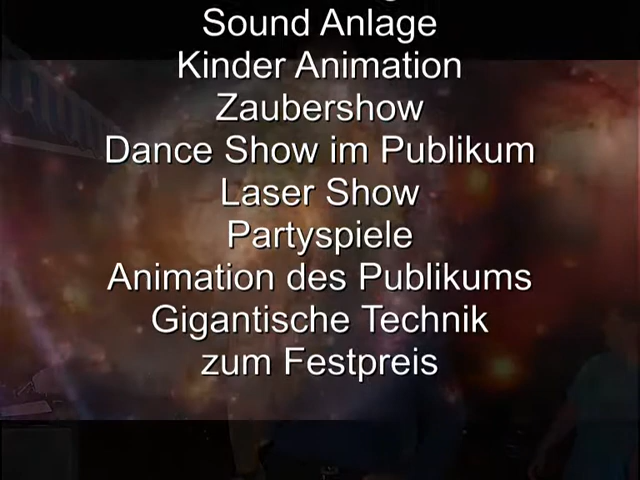 Sound Anlage
Kinder Animation
Zaubershow
Dance Show im Publikum
Laser Show
Partyspiele
Animation des Publikums
Gigantische Technik
zum Festpreis